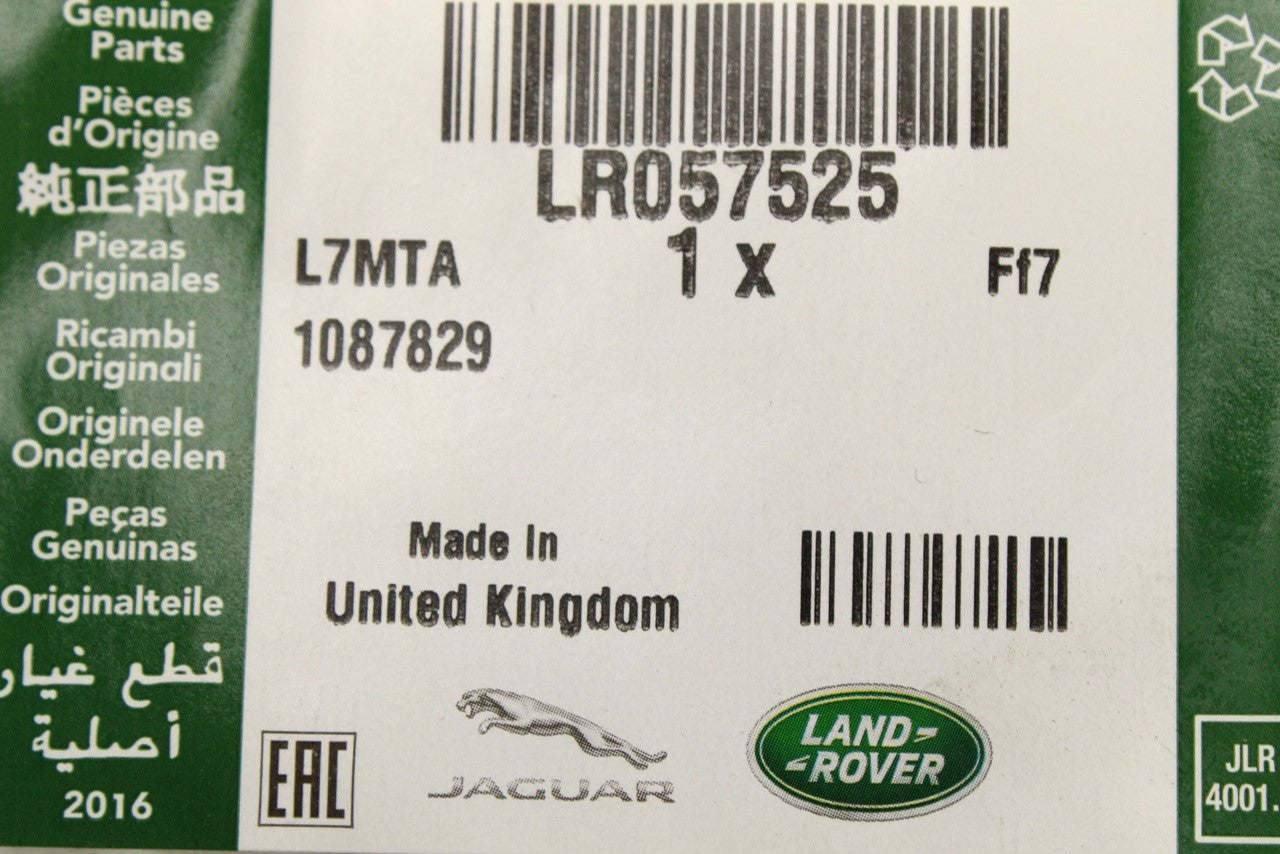 Genuine
Parts
Pièces
d'Origine
純正部品
Piezas
Originales
Ricambi
Originali
Originele
Onderdelen
Peças
Genuinas
Originalteile
قطع غيار
أصلية
2016
LR057525
L7MTA 1 x Ff7
1087829
Made In
United Kingdom
EAC
JAGUAR
LAND-
-ROVER
JLR
4001.